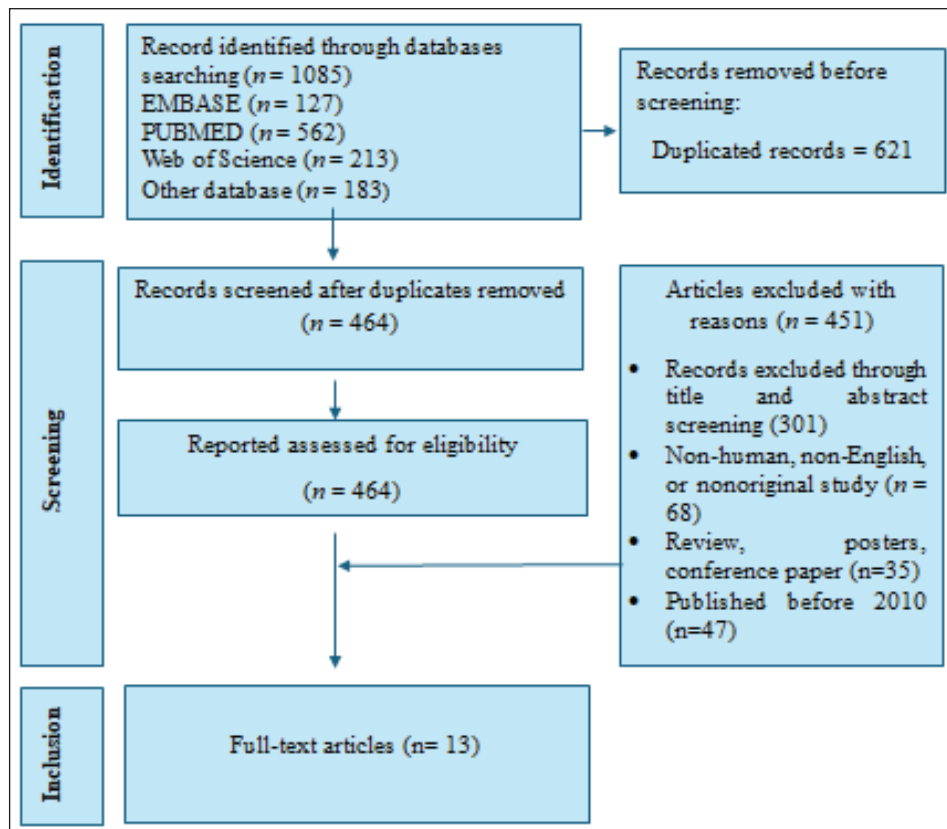 Identification
Record identified through databases
searching (n = 1085)
EMBASE (n = 127)
PUBMED (n = 562)
Web of Science (n = 213)
Other database (n = 183)
Records removed before
screening:
Duplicated records = 621
Screening
Records screened after duplicates removed
(n = 464)
Reported assessed for eligibility
(n = 464)
Articles excluded with
reasons (n = 451)
• Records excluded through
title and abstract
screening (301)
• Non-human, non-English,
or nonoriginal study (n =
68)
• Review, posters,
conference paper (n=35)
• Published before 2010
(n=47)
Inclusion
Full-text articles (n= 13)